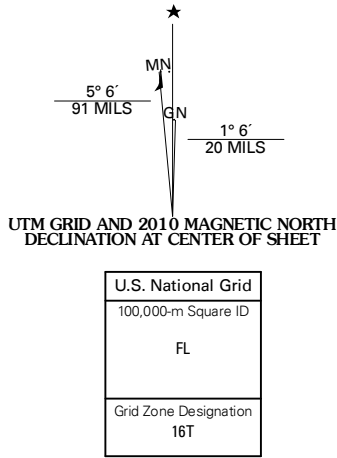 MN
5° 6´
91 MILS
GN
1° 6´
20 MILS
UTM GRID AND 2010 MAGNETIC NORTH
DECLINATION AT CENTER OF SHEET
U.S. National Grid
100,000-m Square ID
FL
Grid Zone Designation
16T